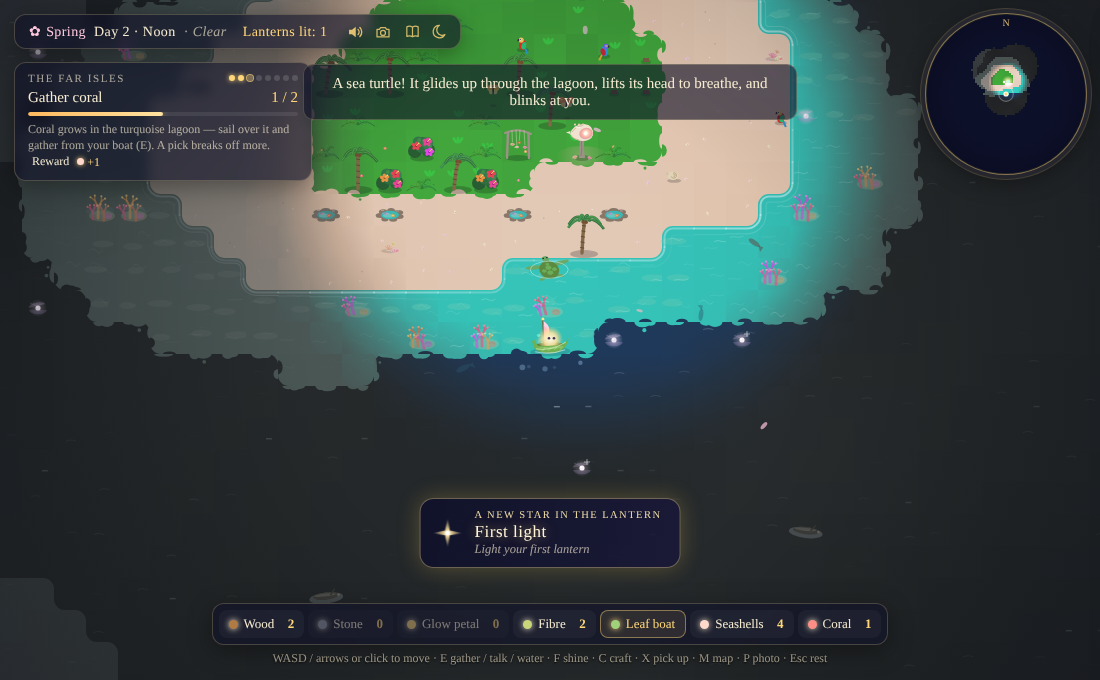 ✿ Spring Day 2 · Noon · Clear Lanterns lit: 1
N
THE FAR ISLES
Gather coral 1 / 2
Coral grows in the turquoise lagoon — sail over it and
gather from your boat (E). A pick breaks off more.
Reward +1
A sea turtle! It glides up through the lagoon, lifts its head to breathe, and
blinks at you.
A NEW STAR IN THE LANTERN
First light
Light your first lantern
Wood 2 Stone 0 Glow petal 0 Fibre 2 Leaf boat Seashells 4 Coral 1
WASD / arrows or click to move · E gather / talk / water · F shine · C craft · X pick up · M map · P photo · Esc rest